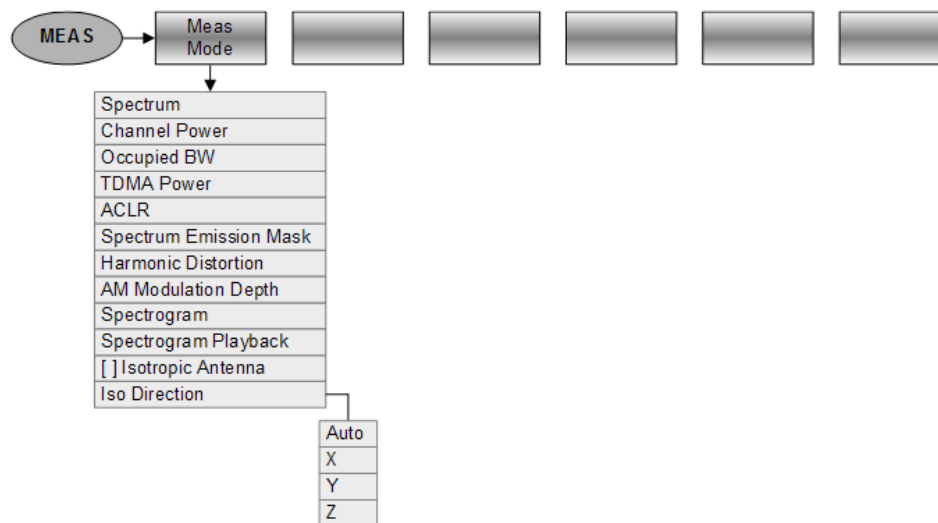 MEAS
Meas
Mode
Spectrum
Channel Power
Occupied BW
TDMA Power
ACLR
Spectrum Emission Mask
Harmonic Distortion
AM Modulation Depth
Spectrogram
Spectrogram Playback
[ ] Isotropic Antenna
Iso Direction
Auto
X
Y
Z